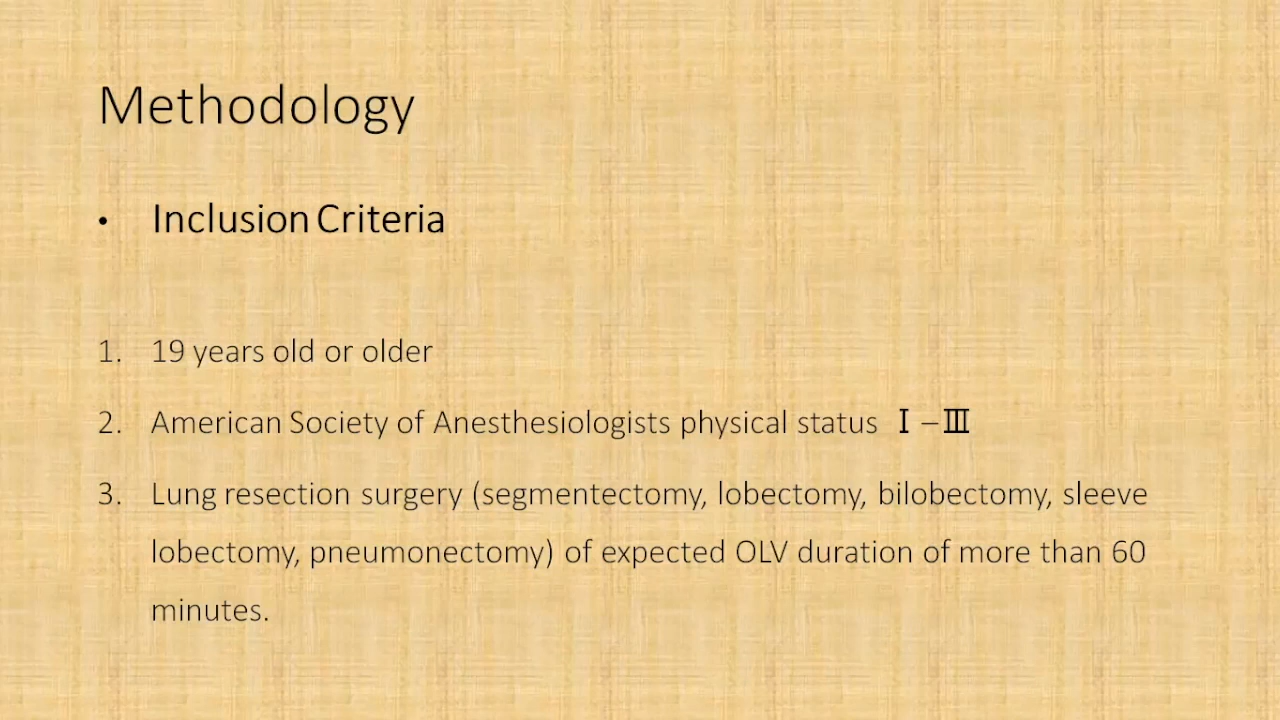 Methodology
• Inclusion Criteria
1. 19 years old or older
2. American Society of Anesthesiologists physical status Ⅰ–Ⅲ
3. Lung resection surgery (segmentectomy, lobectomy, bilobectomy, sleeve
lobectomy, pneumonectomy) of expected OLV duration of more than 60
minutes.